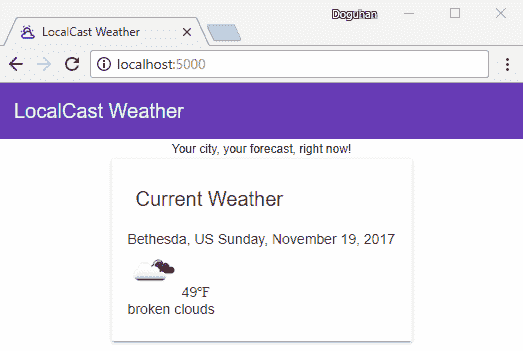 Doguhan
LocalCast Weather
localhost:5000
LocalCast Weather
Your city, your forecast, right now!
Current Weather
Bethesda, US Sunday, November 19, 2017
49°F
broken clouds